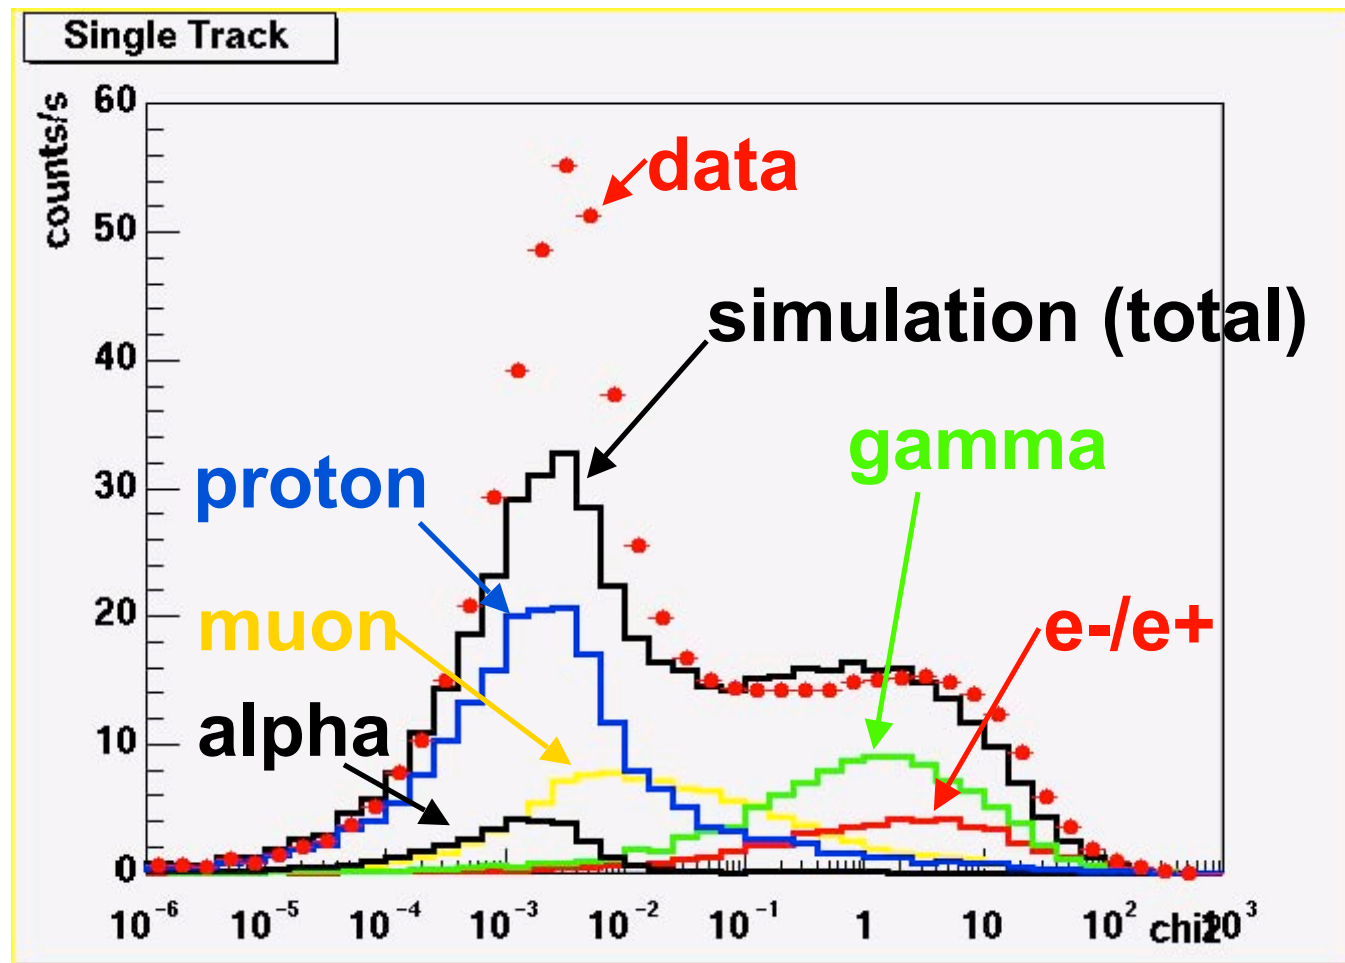 Single Track
counts/s
60
50
40
30
20
10
0
data
simulation (total)
gamma
proton
muon
e-/e+
alpha
10^-6 10^-5 10^-4 10^-3 10^-2 10^-1 1 10 10^2 chi2 10^3